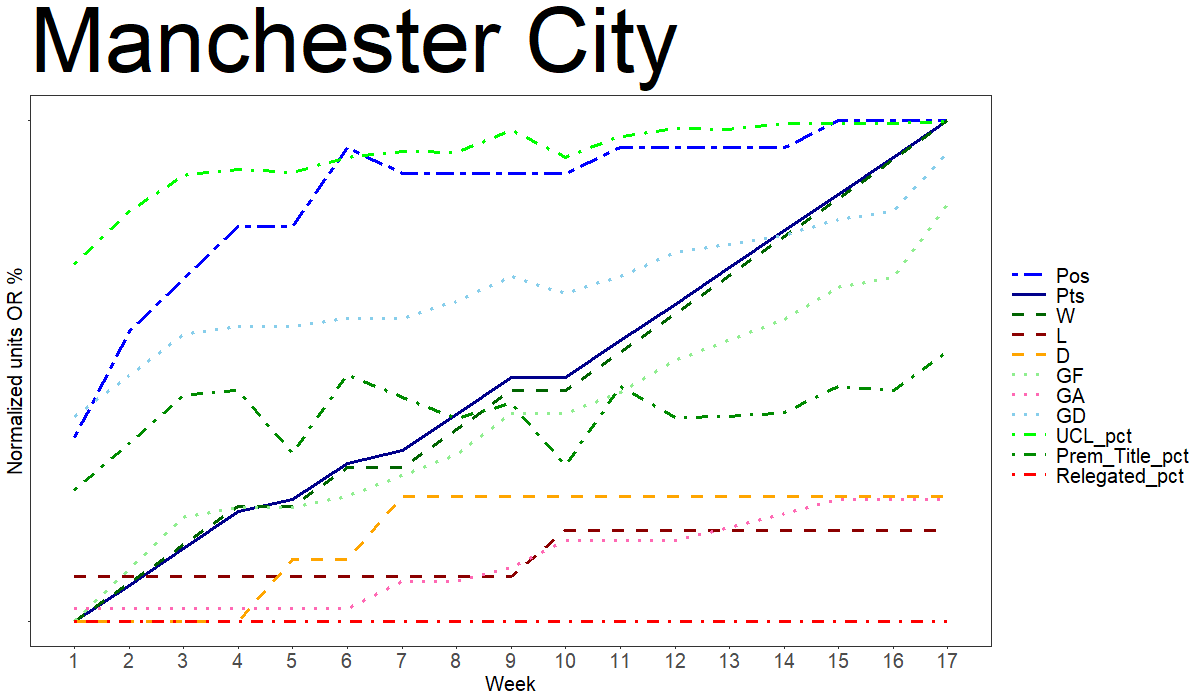 Manchester City
Normalized units OR %
Pos
Pts
W
L
D
GF
GA
GD
UCL_pct
Prem_Title_pct
Relegated_pct
1 2 3 4 5 6 7 8 9 10 11 12 13 14 15 16 17
Week